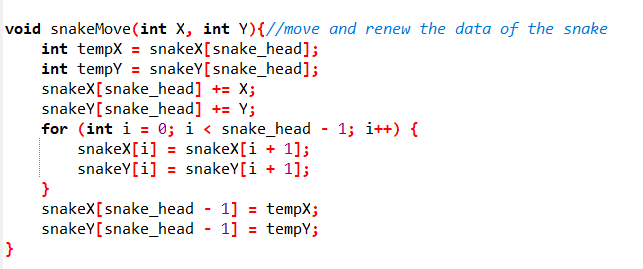 void snakeMove(int X, int Y){//move and renew the data of the snake
    int tempX = snakeX[snake_head];
    int tempY = snakeY[snake_head];
    snakeX[snake_head] += X;
    snakeY[snake_head] += Y;
    for (int i = 0; i < snake_head - 1; i++) {
        snakeX[i] = snakeX[i + 1];
        snakeY[i] = snakeY[i + 1];
    }
    snakeX[snake_head - 1] = tempX;
    snakeY[snake_head - 1] = tempY;
}